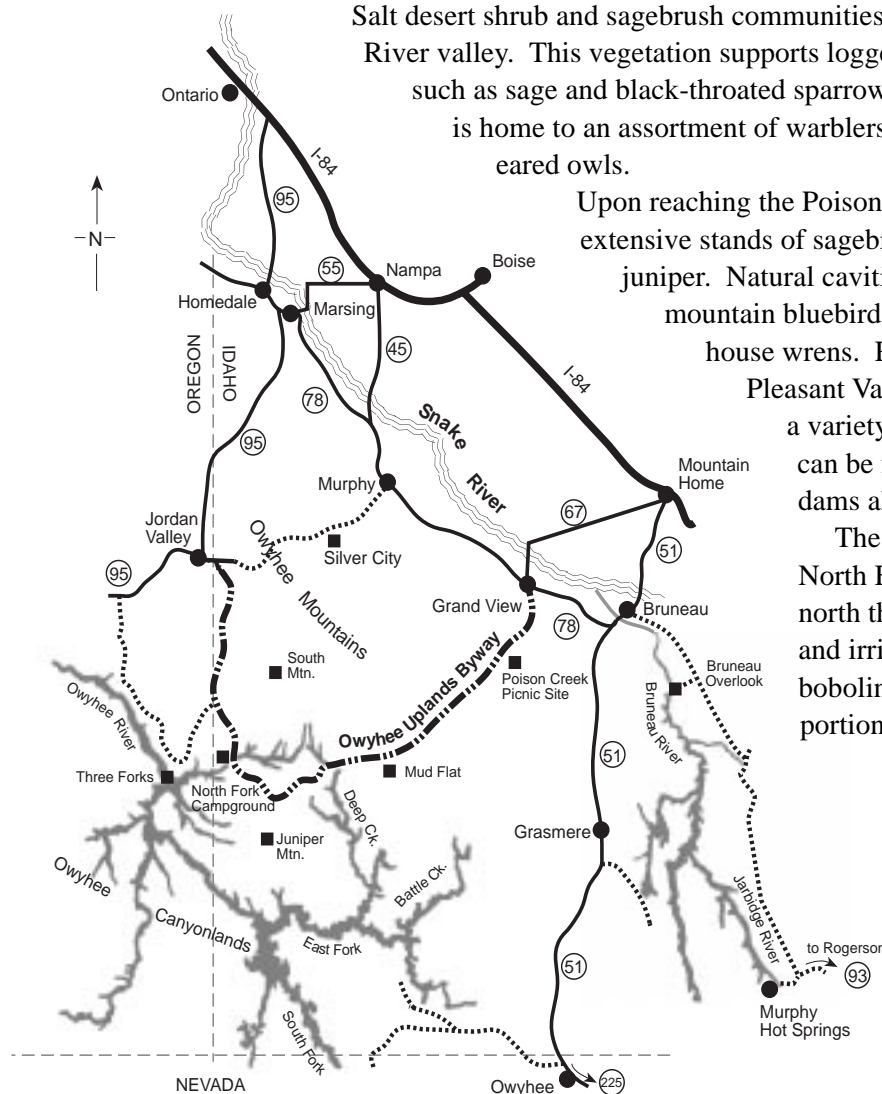 Salt desert shrub and sagebrush communities
River valley. This vegetation supports logge
such as sage and black-throated sparrow
is home to an assortment of warblers
eared owls.
Upon reaching the Poison
extensive stands of sagebr
juniper. Natural caviti
mountain bluebird
house wrens.
Pleasant Va
a variety
can be
dams a
The
North
north th
and irri
bobolin
portion
Ontario
I-84
95
N
55
Nampa
Boise
Homedale
Marsing
OREGON
IDAHO
45
I-84
78
95
Snake
River
Mountain
Home
Murphy
67
Jordan
Valley
Owyhee
Mountains
Silver City
51
95
Grand View
78
Bruneau
South
Mtn.
Owyhee Uplands Byway
Poison Creek
Picnic Site
Bruneau
Overlook
Owyhee River
Bruneau River
Three Forks
North Fork
Campground
Mud Flat
51
Deep Ck.
Juniper
Mtn.
Grasmere
Battle Ck.
Owyhee
Canyonlands
East Fork
Jarbidge River
to Rogerson
93
51
South Fork
Murphy
Hot Springs
NEVADA
Owyhee
225